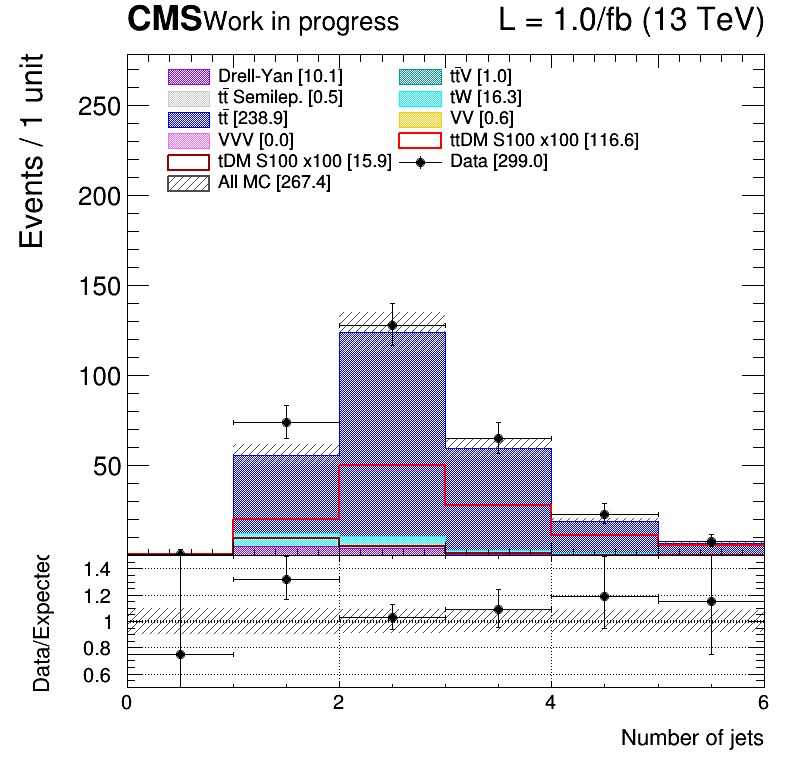 CMS Work in progress L = 1.0/fb (13 TeV)
Events / 1 unit
Drell-Yan [10.1] tt̄V [1.0]
tt̄ Semilep. [0.5] tW [16.3]
tt̄ [238.9] VV [0.6]
VVV [0.0] ttDM S100 x100 [116.6]
tDM S100 x100 [15.9] Data [299.0]
All MC [267.4]
250
200
150
100
50
Data/Expected
1.4
1.2
1
0.8
0.6
0 2 4 6
Number of jets